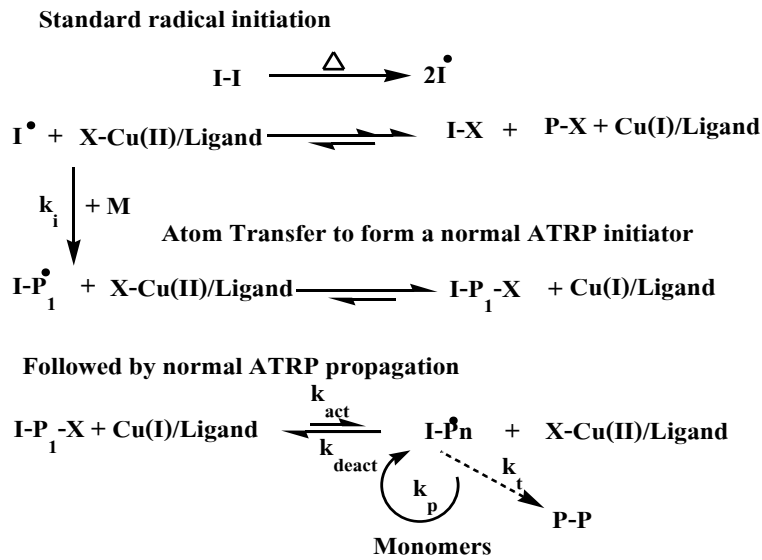 Standard radical initiation
I-I △ 2I•
I• + X-Cu(II)/Ligand I-X + P-X + Cu(I)/Ligand
k_i + M
Atom Transfer to form a normal ATRP initiator
I-P₁• + X-Cu(II)/Ligand I-P₁-X + Cu(I)/Ligand
Followed by normal ATRP propagation
k_act
I-P₁-X + Cu(I)/Ligand I-Pn• + X-Cu(II)/Ligand
k_deact
k_p k_t
P-P
Monomers